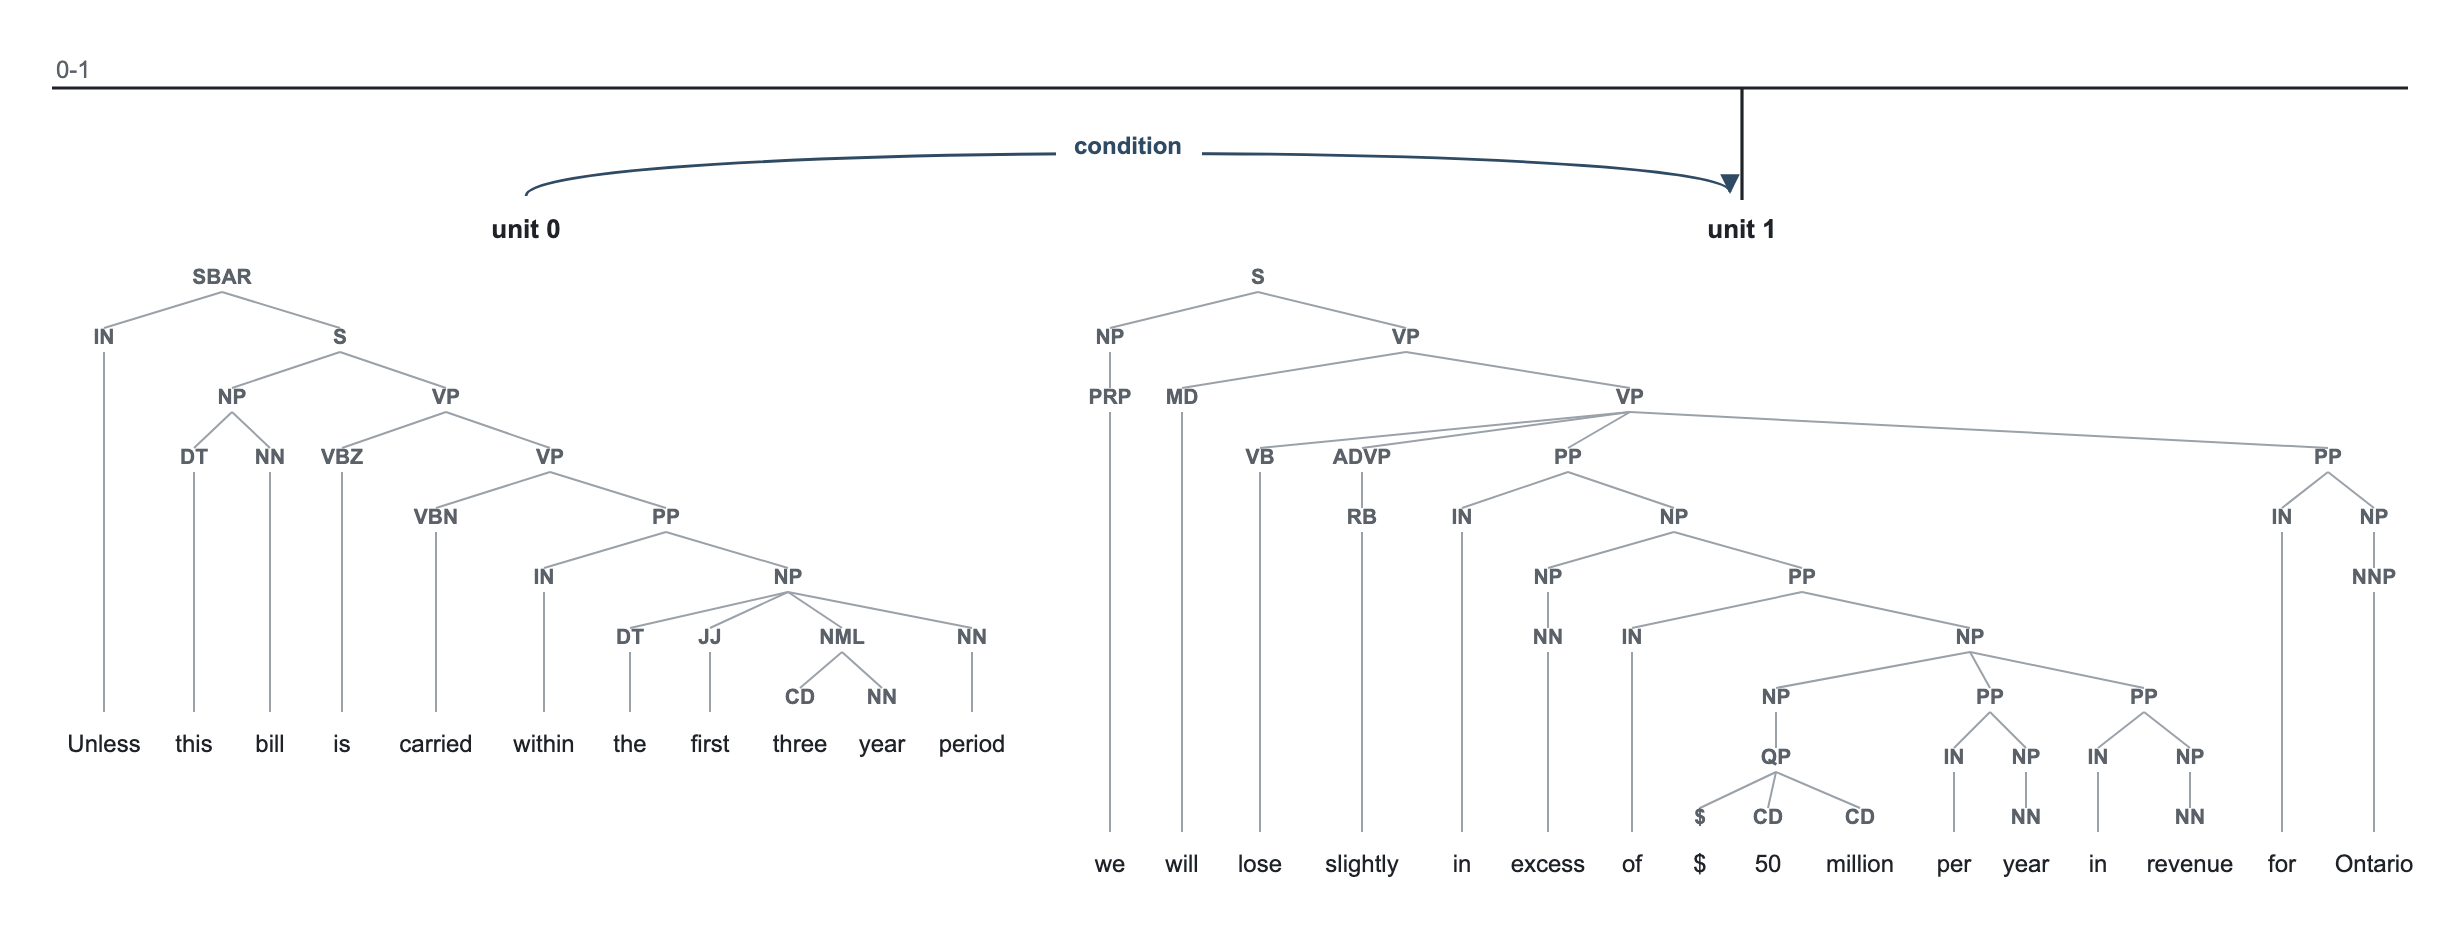 0-1
condition
unit 0 unit 1
SBAR S
IN S NP VP
NP VP PRP MD VP
DT NN VBZ VP VB ADVP PP PP
VBN PP RB IN NP IN NP
IN NP NP PP NNP
DT JJ NML NN NN IN NP
CD NN NP PP PP
Unless this bill is carried within the first three year period
QP IN NP IN NP
$ CD CD NN NN
we will lose slightly in excess of $ 50 million per year in revenue for Ontario